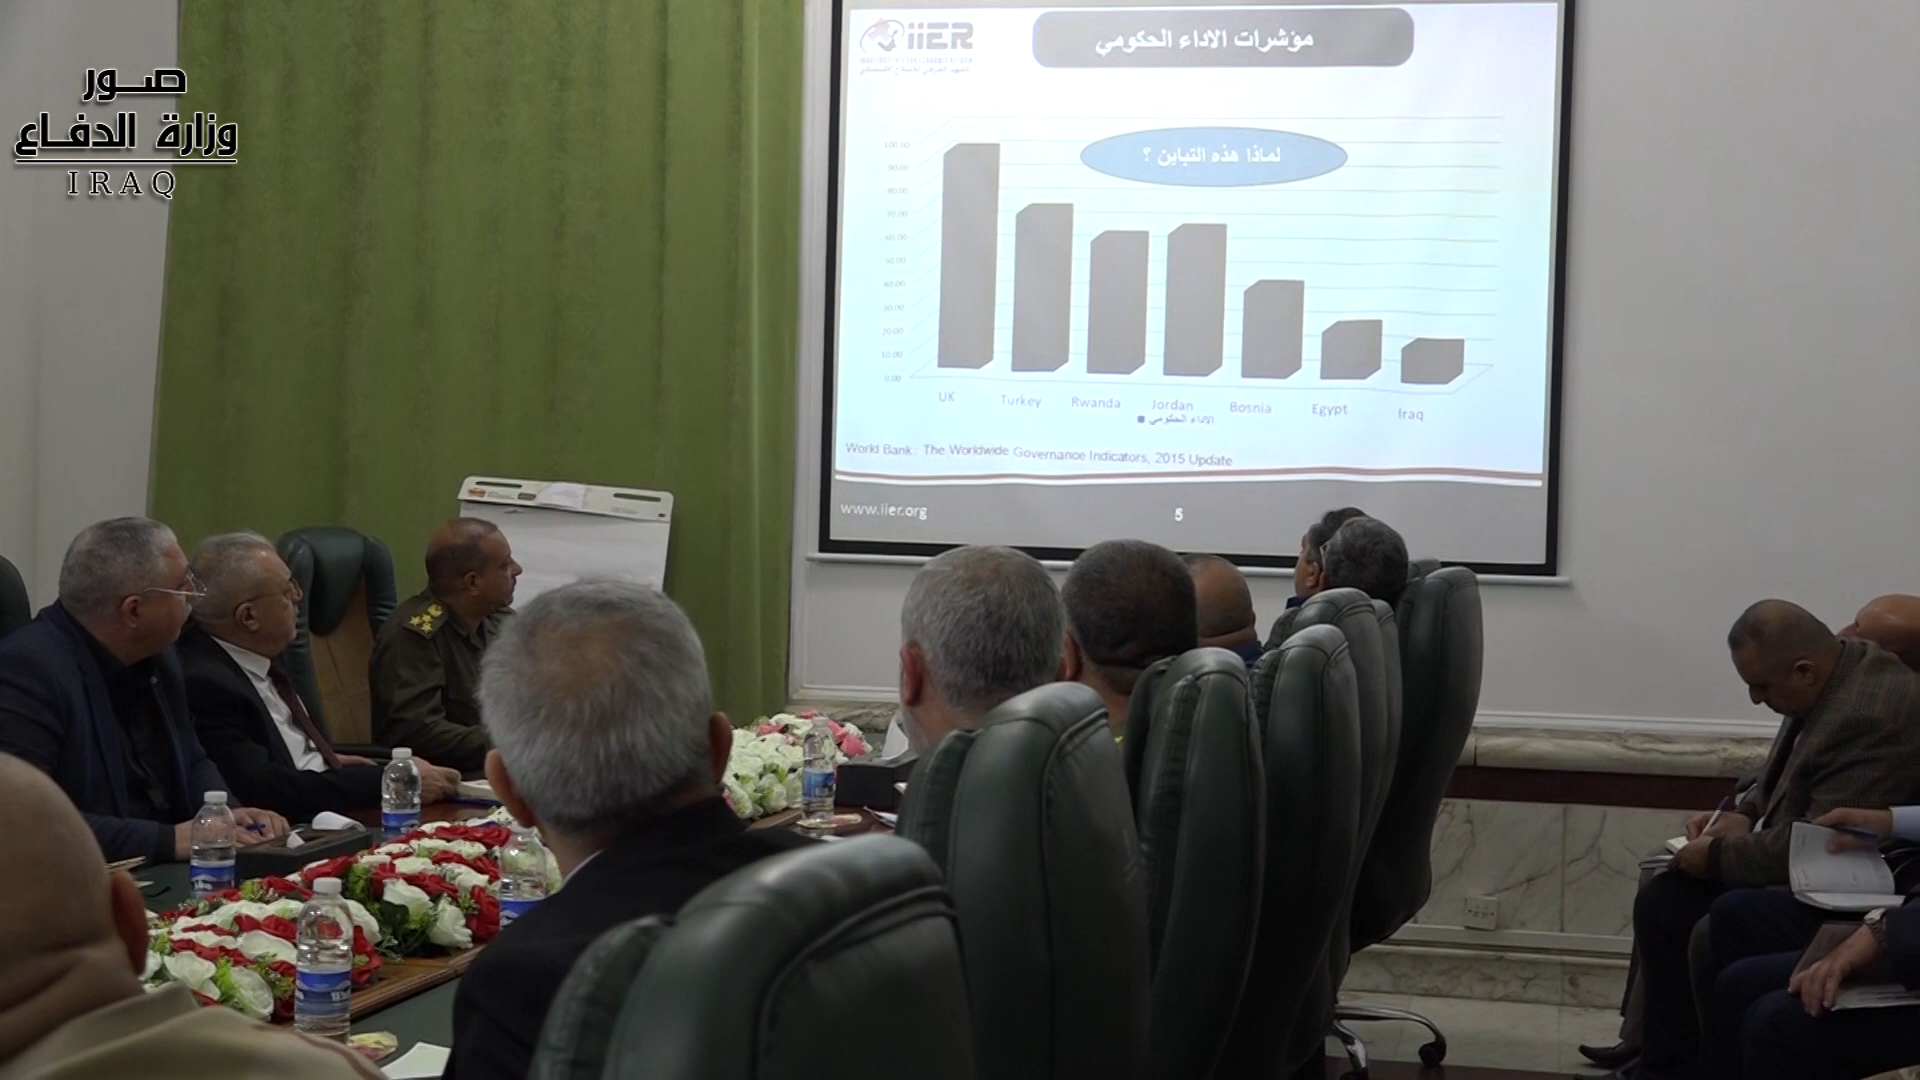 صور
وزارة الدفاع
IRAQ
iiER
مؤشرات الاداء الحكومي
لماذا هذه التباين ؟
100.00
90.00
80.00
70.00
60.00
50.00
40.00
30.00
20.00
10.00
0.00
UK
Turkey
Rwanda
Jordan
Bosnia
Egypt
Iraq
الاداء الحكومي
World Bank: The Worldwide Governance Indicators, 2015 Update
www.iier.org
5